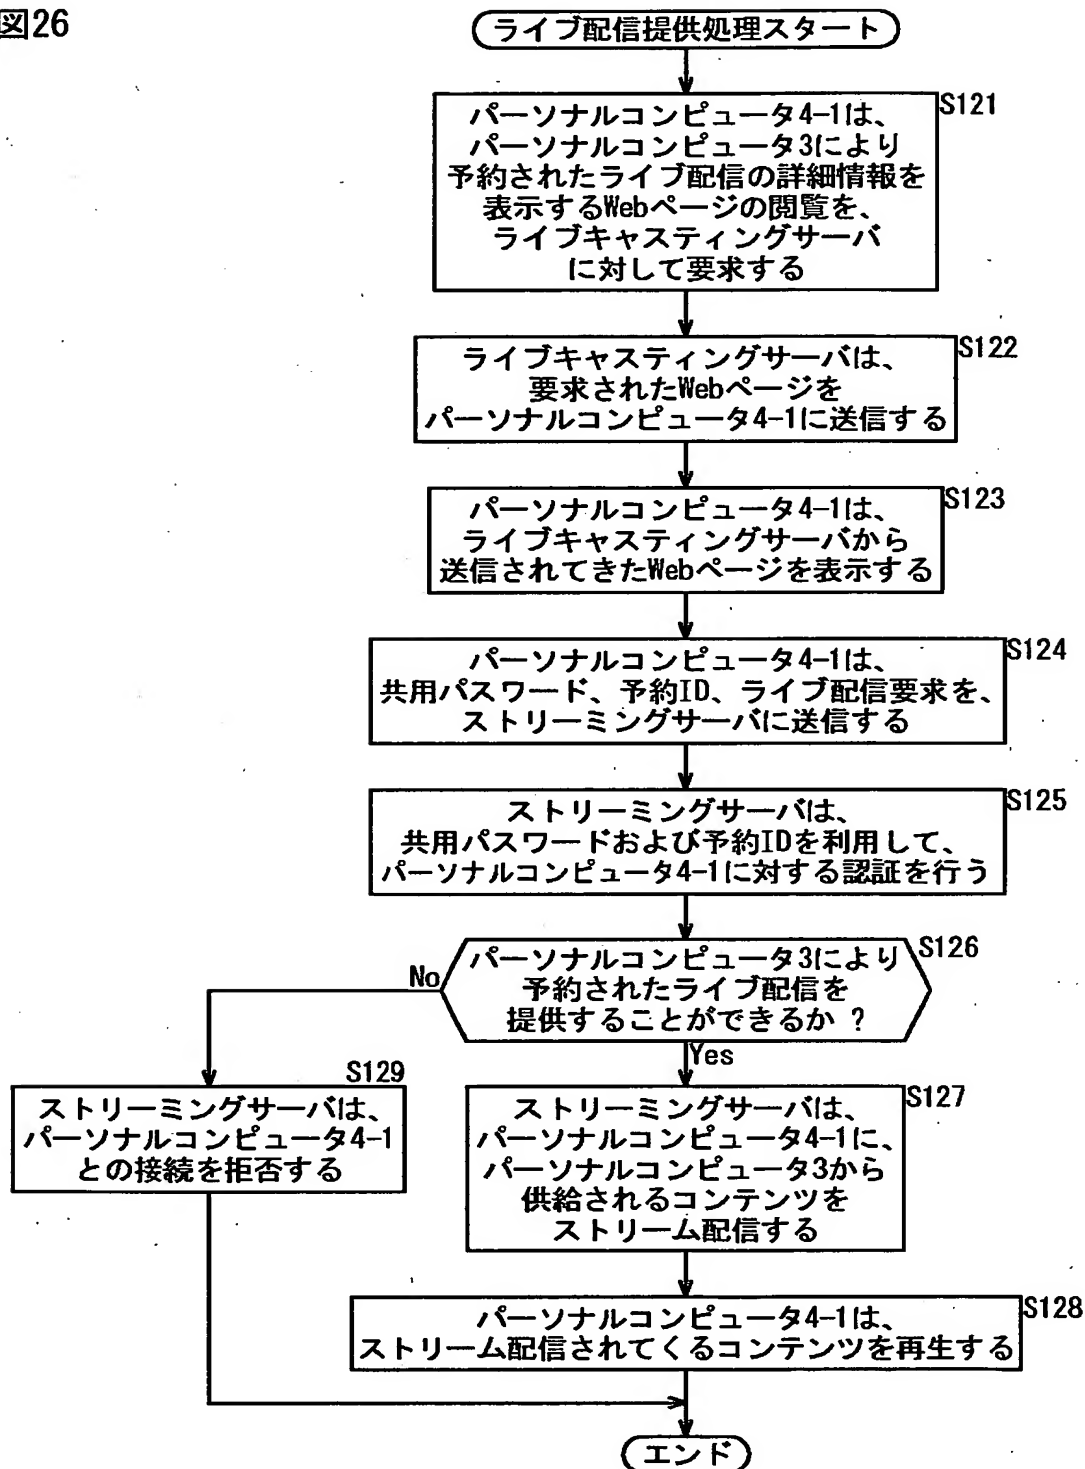 図26
ライブ配信提供処理スタート
S121
パーソナルコンピュータ4-1は、
パーソナルコンピュータ3により
予約されたライブ配信の詳細情報を
表示するWebページの閲覧を、
ライブキャスティングサーバ
に対して要求する
S122
ライブキャスティングサーバは、
要求されたWebページを
パーソナルコンピュータ4-1に送信する
S123
パーソナルコンピュータ4-1は、
ライブキャスティングサーバから
送信されてきたWebページを表示する
S124
パーソナルコンピュータ4-1は、
共用パスワード、予約ID、ライブ配信要求を、
ストリーミングサーバに送信する
S125
ストリーミングサーバは、
共用パスワードおよび予約IDを利用して、
パーソナルコンピュータ4-1に対する認証を行う
S126
パーソナルコンピュータ3により
予約されたライブ配信を
提供することができるか ?
No
Yes
S129
ストリーミングサーバは、
パーソナルコンピュータ4-1
との接続を拒否する
S127
ストリーミングサーバは、
パーソナルコンピュータ4-1に、
パーソナルコンピュータ3から
供給されるコンテンツを
ストリーム配信する
S128
パーソナルコンピュータ4-1は、
ストリーム配信されてくるコンテンツを再生する
エンド